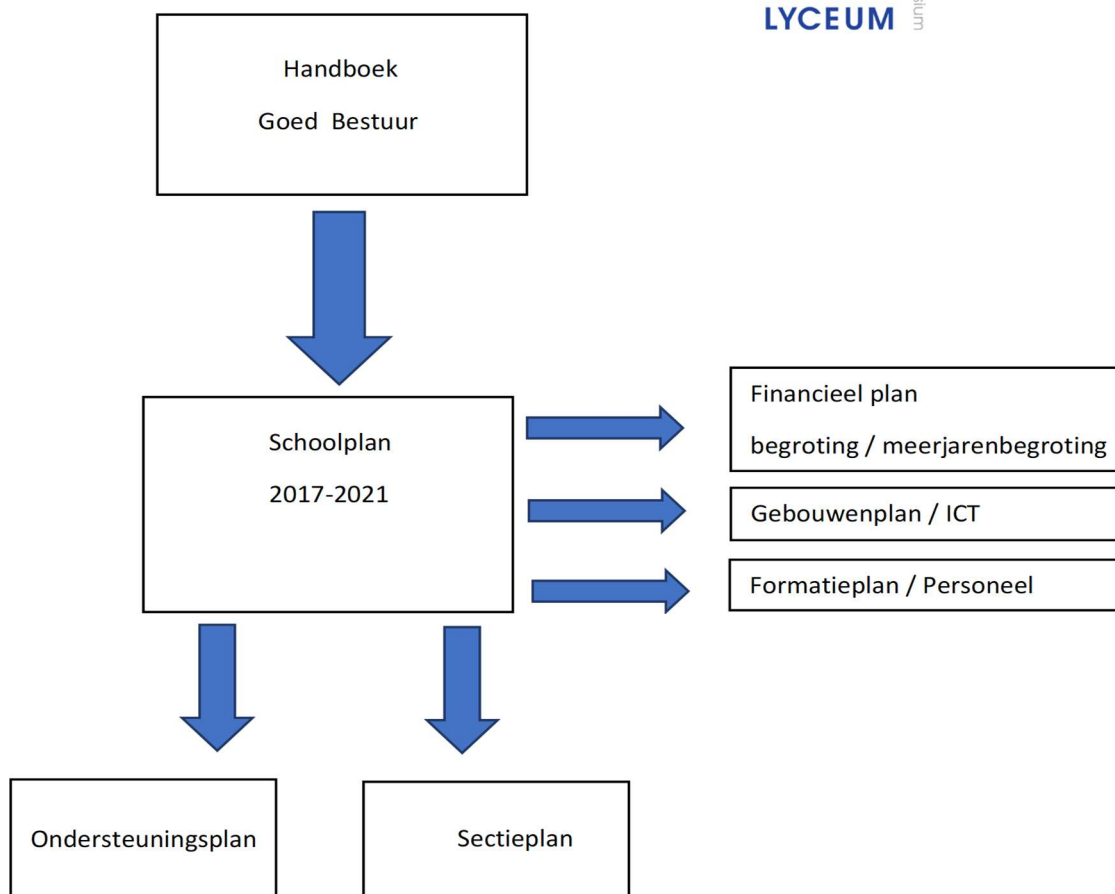 LYCEUM
Handboek
Goed Bestuur
Schoolplan
2017-2021
Financieel plan
begroting / meerjarenbegroting
Gebouwenplan / ICT
Formatieplan / Personeel
Ondersteuningsplan
Sectieplan